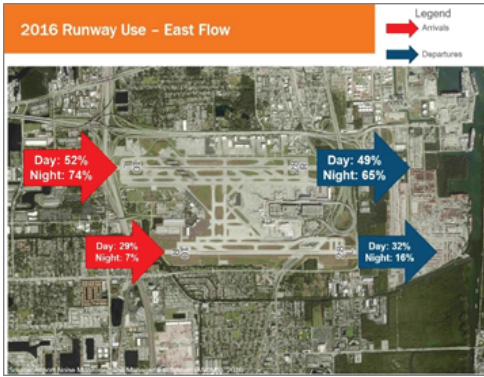 2016 Runway Use – East Flow
Legend
Arrivals
Departures
Day: 52%
Night: 74%
Day: 49%
Night: 65%
Day: 29%
Night: 7%
Day: 32%
Night: 16%